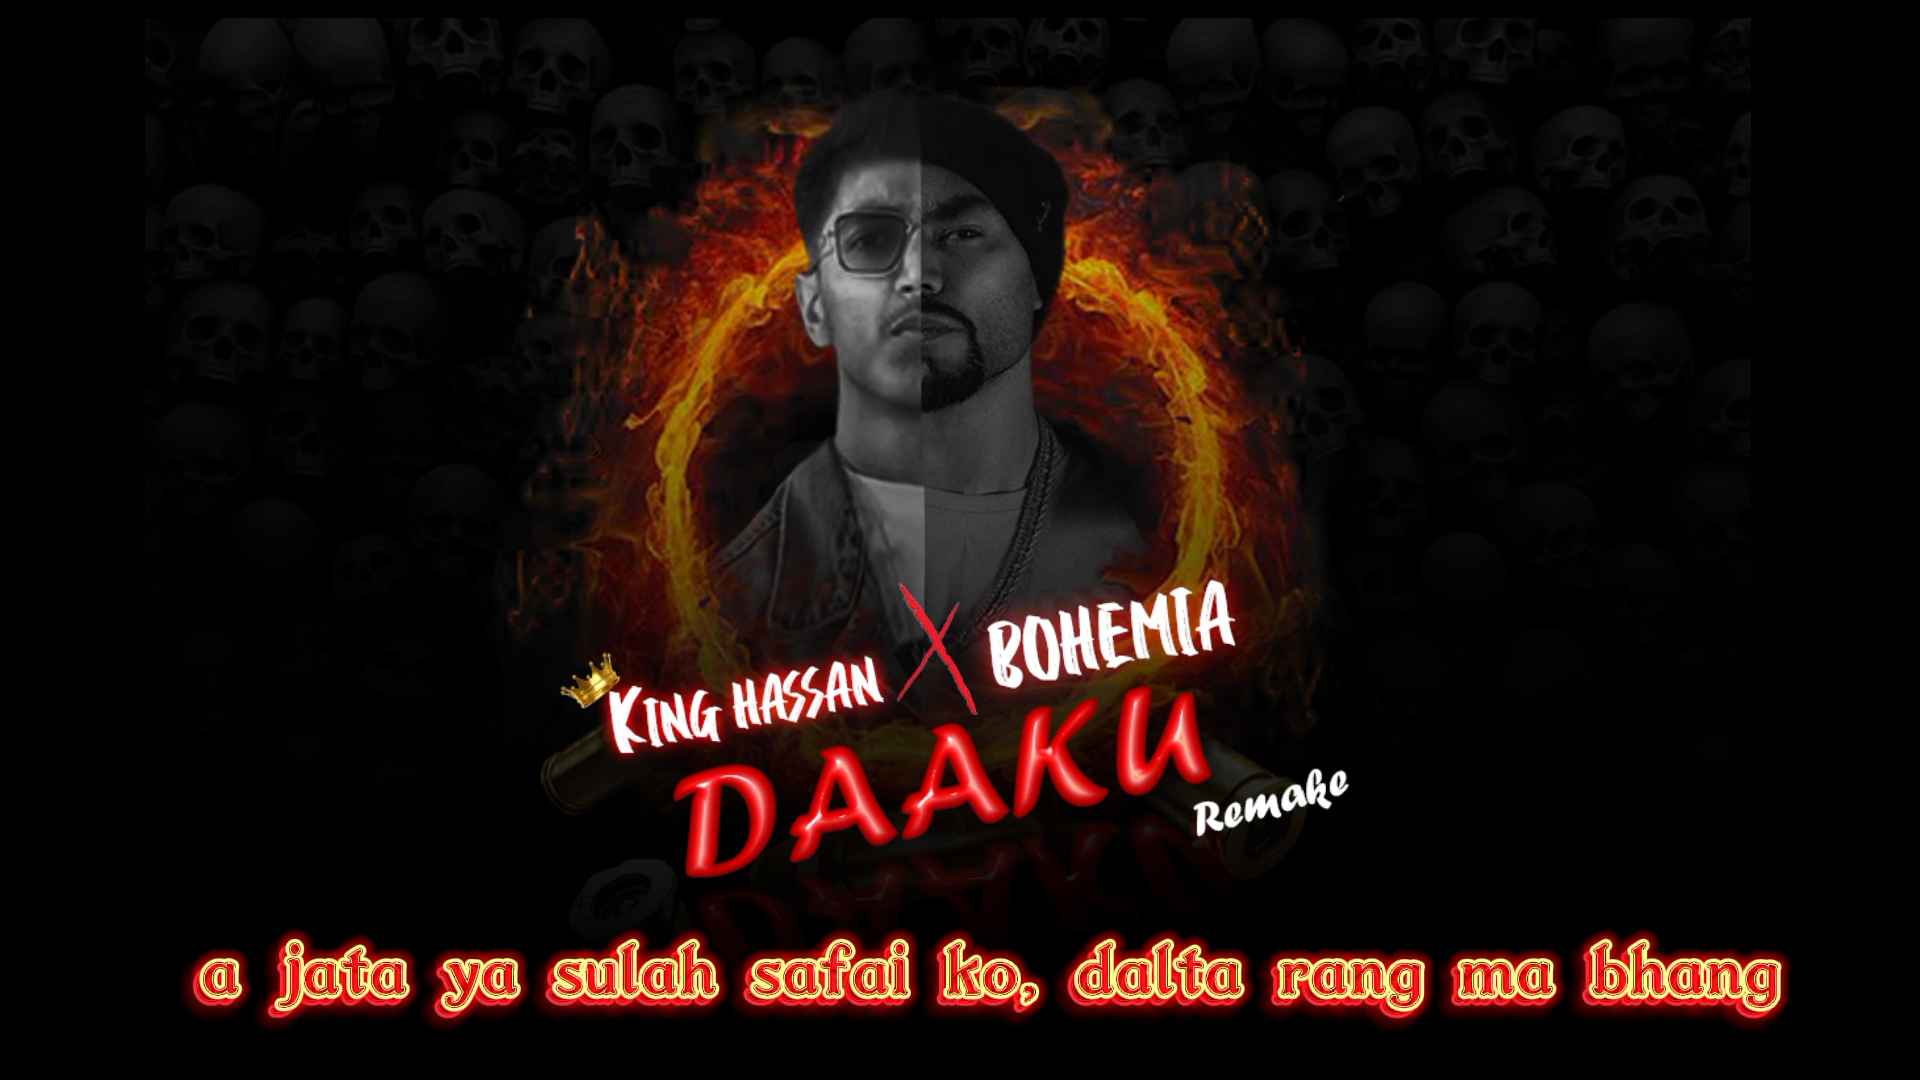 KING HASSAN X BOHEMIA
DAAKU
Remake
a jata ya sulah safai ko, dalta rang ma bhang